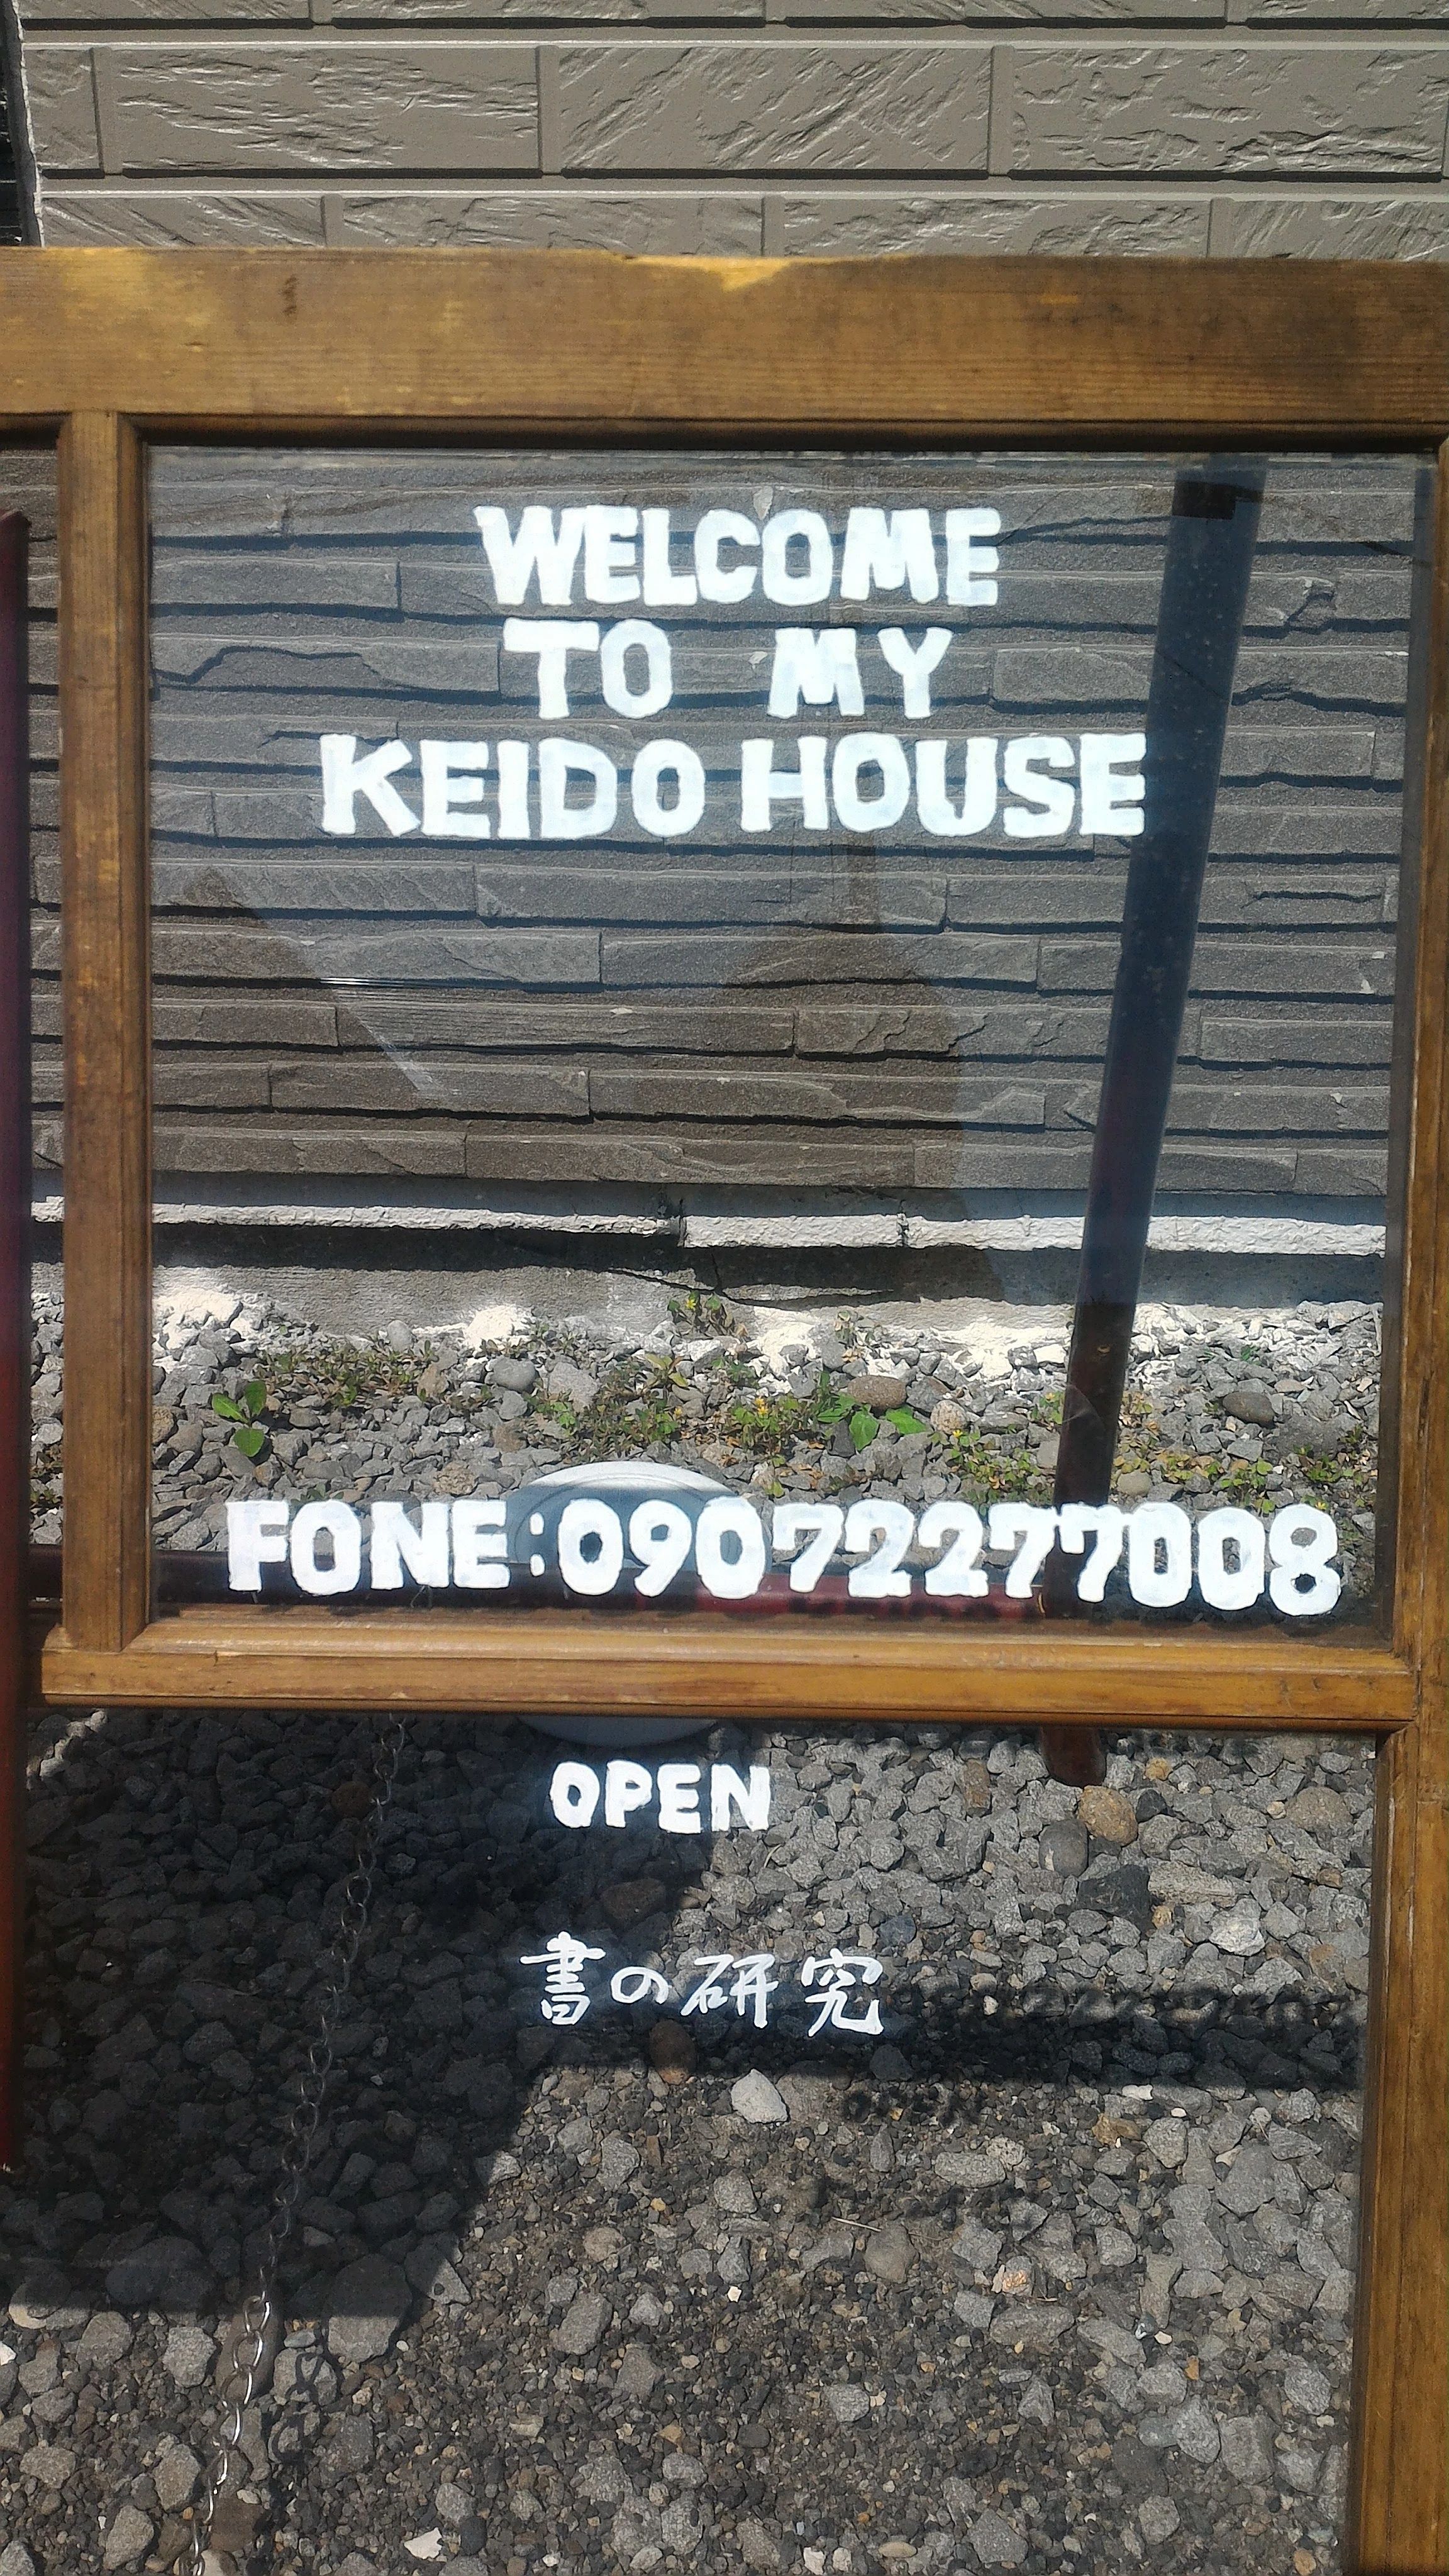 WELCOME
TO MY
KEIDO HOUSE
FONE:09072277008
OPEN
書の研究